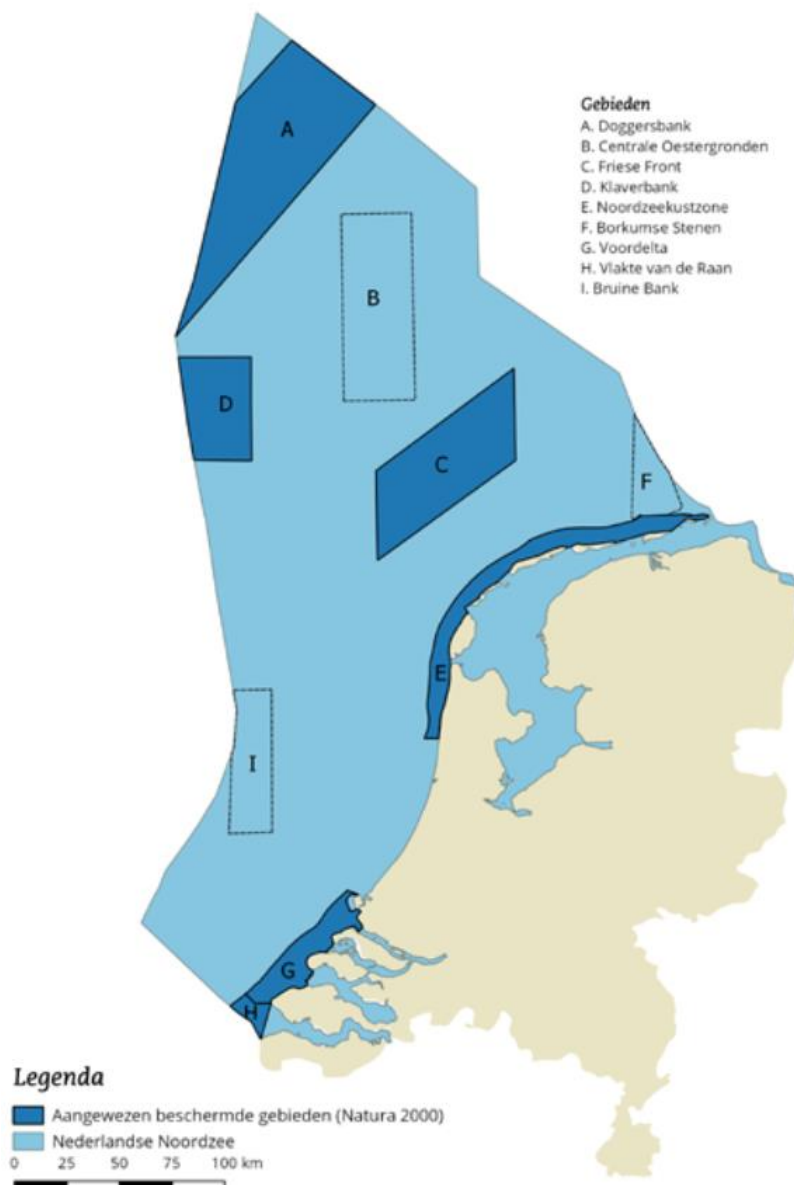 Gebieden
A. Doggersbank
B. Centrale Oestergronden
C. Friese Front
D. Klaverbank
E. Noordzeekustzone
F. Borkumse Stenen
G. Voordelta
H. Vlakte van de Raan
I. Bruine Bank
A
B
D
C
F
E
I
G
H
Legenda
Aangewezen beschermde gebieden (Natura 2000)
Nederlandse Noordzee
0 25 50 75 100 km